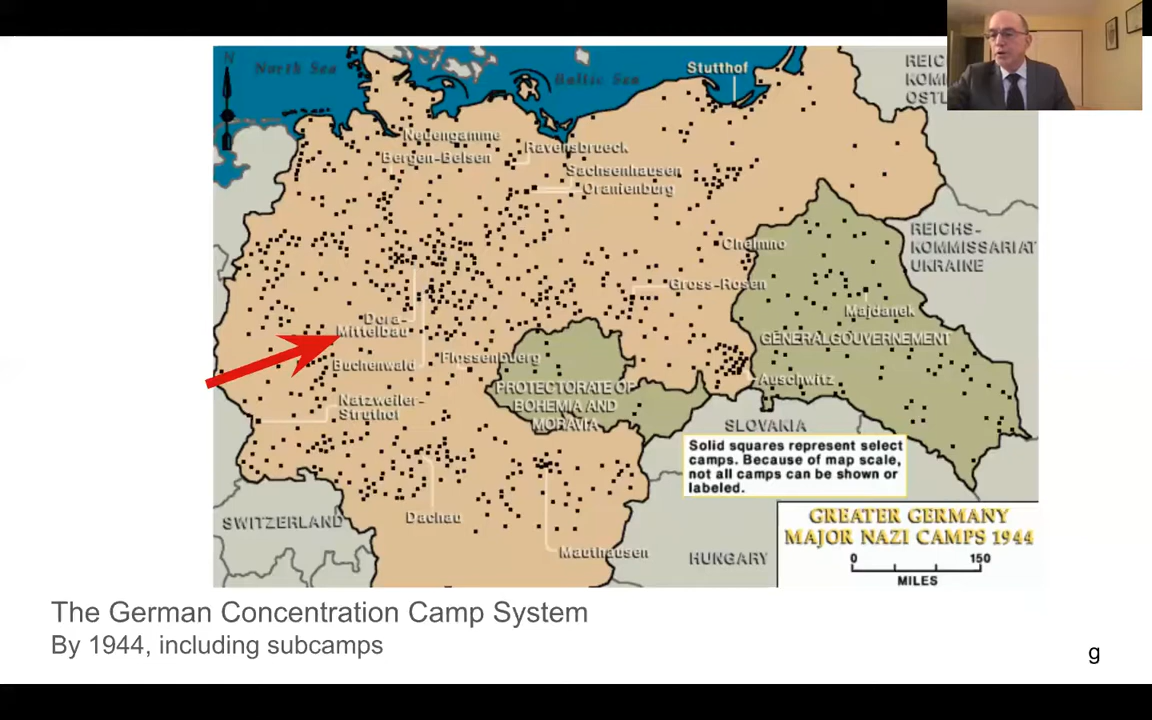 N
North Sea
Baltic Sea
Stutthof
REIC
KOMI
OSTL
Neuengamme
Bergen-Belsen
Ravensbrueck
Sachsenhausen
Oranienburg
Chelmno
REICHS-
KOMMISSARIAT
UKRAINE
Gross-Rosen
Majdanek
Dora-
Mittelbau
GENERALGOUVERNEMENT
Buchenwald
Flossenbuerg
Auschwitz
PROTECTORATE OF
BOHEMIA AND
MORAVIA
Natzweiler-
Struthof
SLOVAKIA
Solid squares represent select
camps. Because of map scale,
not all camps can be shown or
labeled.
SWITZERLAND
Dachau
Mauthausen
HUNGARY
GREATER GERMANY
MAJOR NAZI CAMPS 1944
0 150
MILES
The German Concentration Camp System
By 1944, including subcamps
g